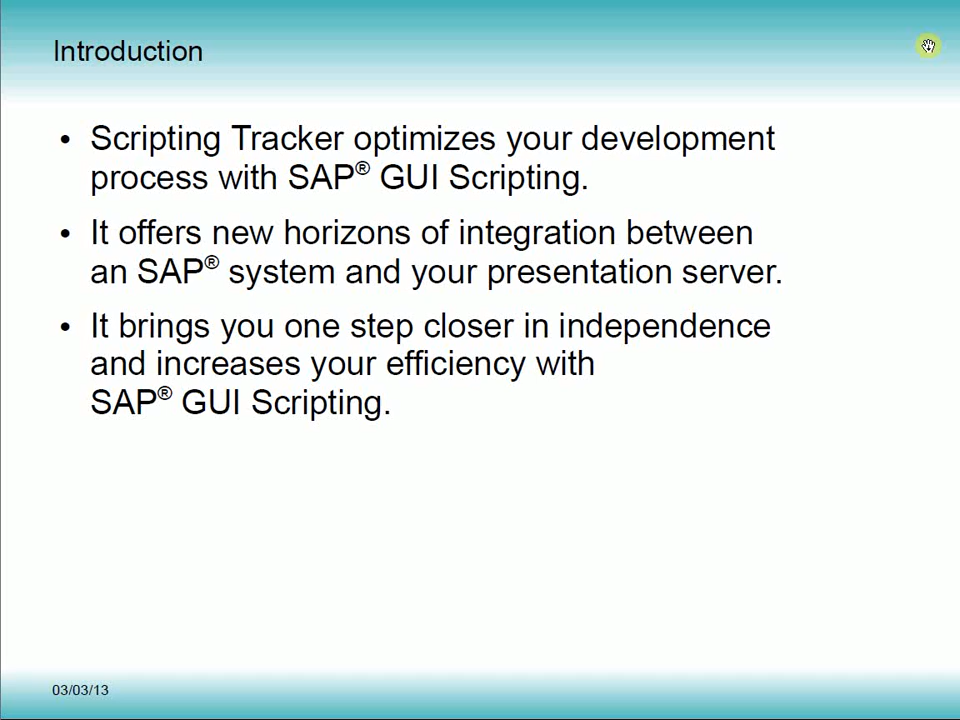 Introduction
• Scripting Tracker optimizes your development
process with SAP® GUI Scripting.
• It offers new horizons of integration between
an SAP® system and your presentation server.
• It brings you one step closer in independence
and increases your efficiency with
SAP® GUI Scripting.
03/03/13